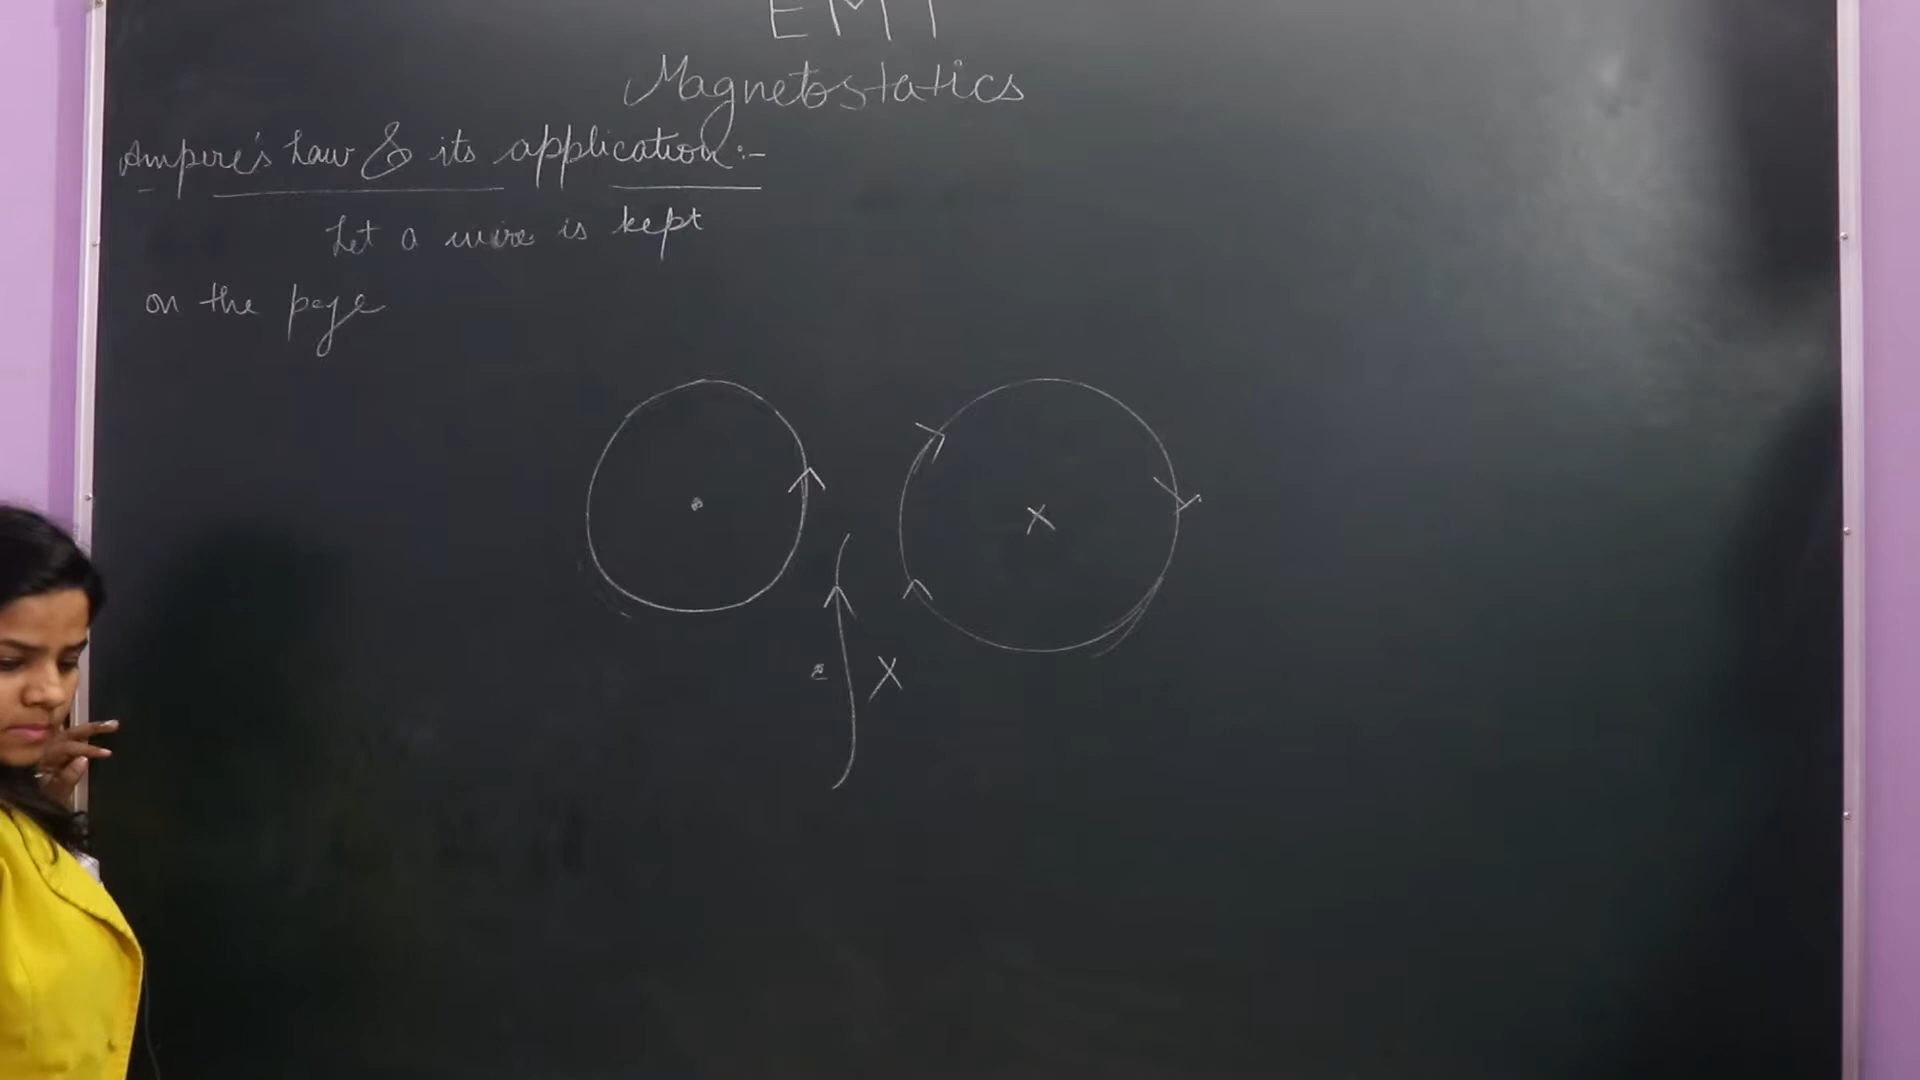 EMT
Magnetostatics
Ampere's Law & its application:-
Let a wire is kept
on the page
X
X